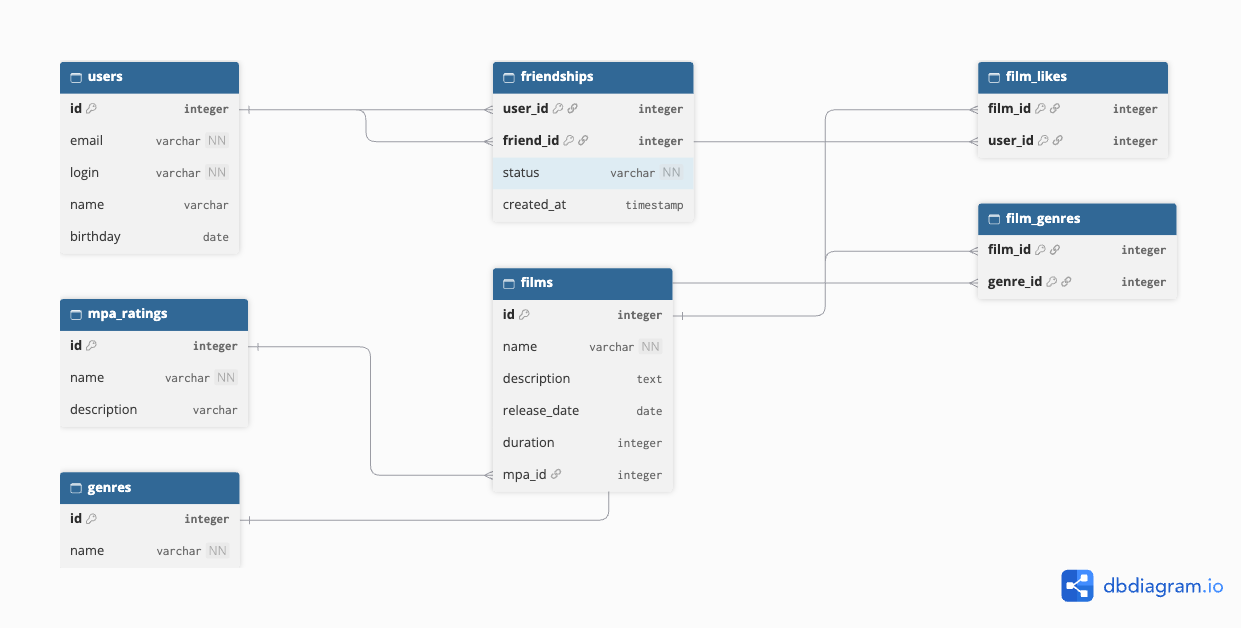 users
id integer
email varchar NN
login varchar NN
name varchar
birthday date
friendships
user_id integer
friend_id integer
status varchar NN
created_at timestamp
film_likes
film_id integer
user_id integer
film_genres
film_id integer
genre_id integer
films
id integer
name varchar NN
description text
release_date date
duration integer
mpa_id integer
mpa_ratings
id integer
name varchar NN
description varchar
genres
id integer
name varchar NN
dbdiagram.io